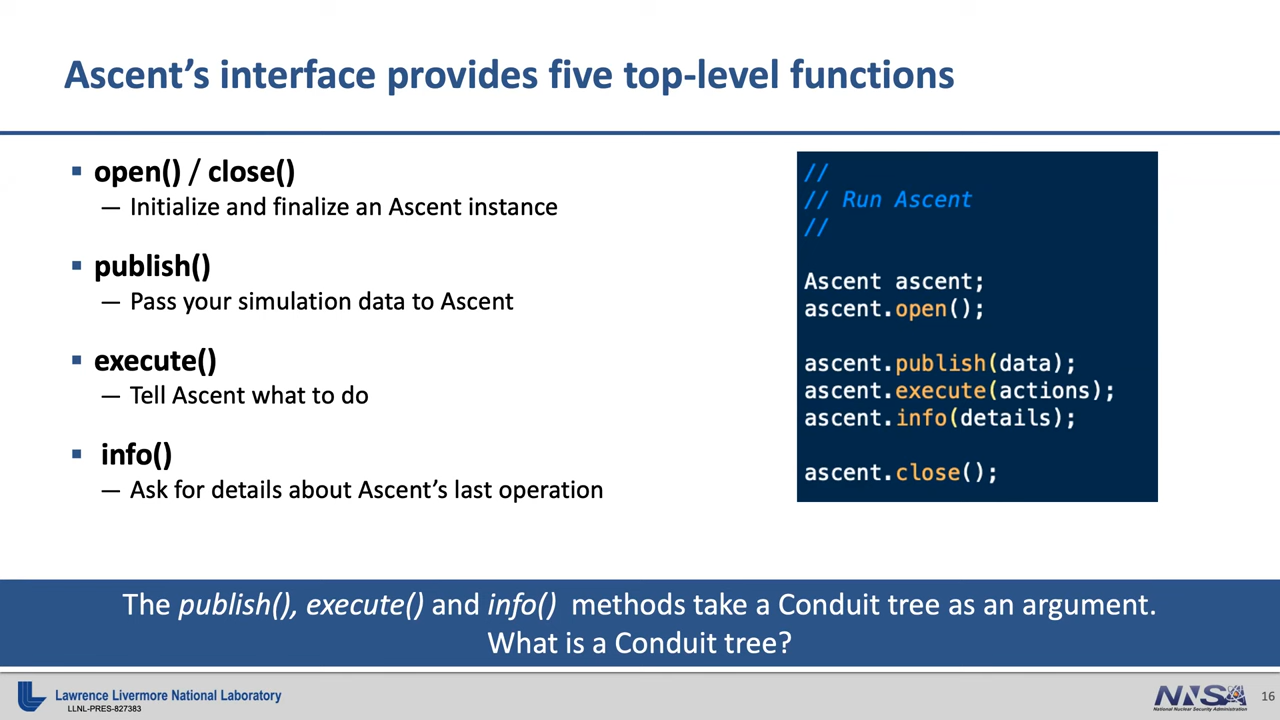 Ascent's interface provides five top-level functions
▪ open() / close()
— Initialize and finalize an Ascent instance
▪ publish()
— Pass your simulation data to Ascent
▪ execute()
— Tell Ascent what to do
▪ info()
— Ask for details about Ascent's last operation
//
// Run Ascent
//
Ascent ascent;
ascent.open();
ascent.publish(data);
ascent.execute(actions);
ascent.info(details);
ascent.close();
The publish(), execute() and info() methods take a Conduit tree as an argument.
What is a Conduit tree?
Lawrence Livermore National Laboratory
LLNL-PRES-827383
NNSA
National Nuclear Security Administration
16